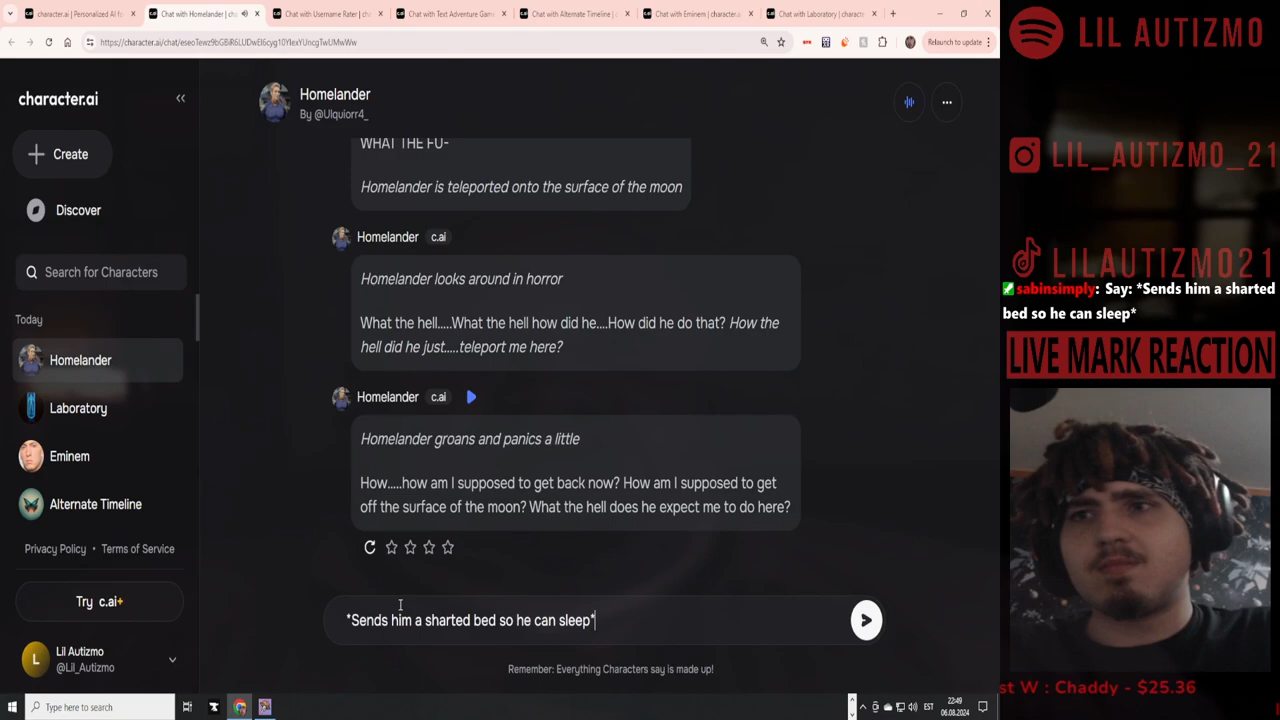 character.ai | Personalized AI f
Chat with Homelander | ch
Chat with Username Rater | cha
Chat with Text Adventure Gam
Chat with Alternate Timeline | c
Chat with Eminem | charact
Chat with Laboratory | charact
Relaunch to update
character.ai
Create
Discover
Search for Characters
Today
Homelander
Laboratory
Eminem
Alternate Timeline
Privacy Policy • Terms of Service
Try c.ai+
L
Lil Autizmo
@Lil_Autizmo
Homelander
By @Ulquiorr4_
WHAT THE FU-
Homelander is teleported onto the surface of the moon
Homelander c.ai
Homelander looks around in horror
What the hell.....What the hell how did he....How did he do that? How the
hell did he just.....teleport me here?
Homelander c.ai
Homelander groans and panics a little
How.....how am I supposed to get back now? How am I supposed to get
off the surface of the moon? What the hell does he expect me to do here?
*Sends him a sharted bed so he can sleep*
Remember: Everything Characters say is made up!
LIL AUTIZMO
LIL_AUTIZMO_21
LILAUTIZMO21
sabinsimply: Say: *Sends him a sharted
bed so he can sleep*
LIVE MARK REACTION
st W : Chaddy - $25.36
Type here to search
EST
22:49
06.08.2024